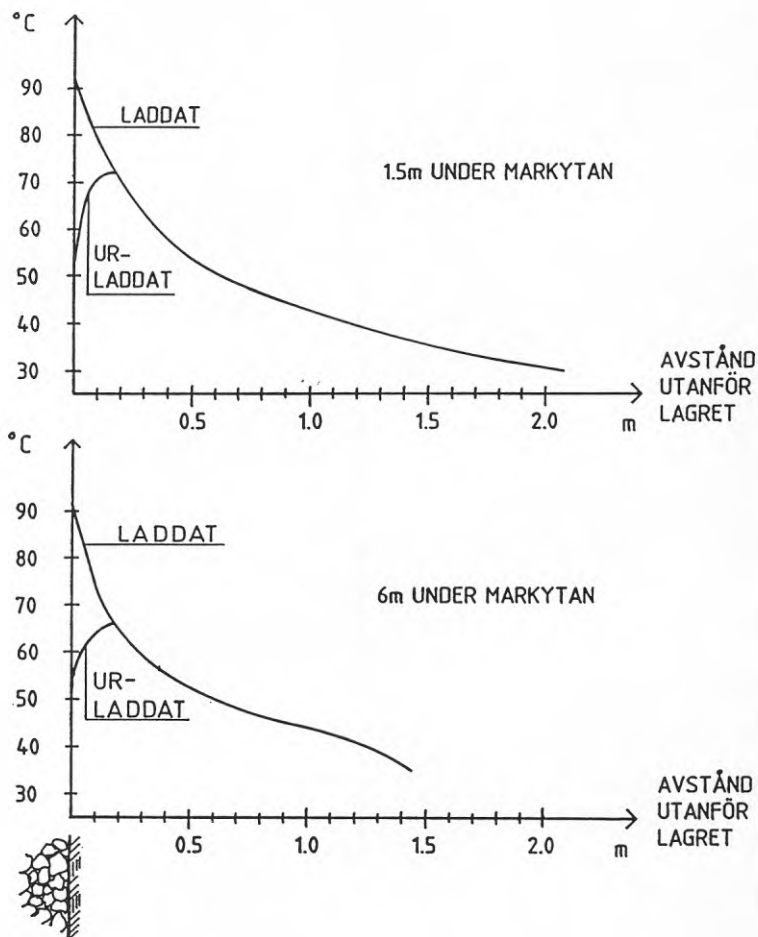 °C
90
80
70
60
50
40
30
LADDAT
1.5m UNDER MARKYTAN
UR-
LADDAT
0.5
1.0
1.5
2.0
m
AVSTÅND
UTANFÖR
LAGRET
°C
90
80
70
60
50
40
30
LADDAT
6m UNDER MARKYTAN
UR-
LADDAT
0.5
1.0
1.5
2.0
m
AVSTÅND
UTANFÖR
LAGRET